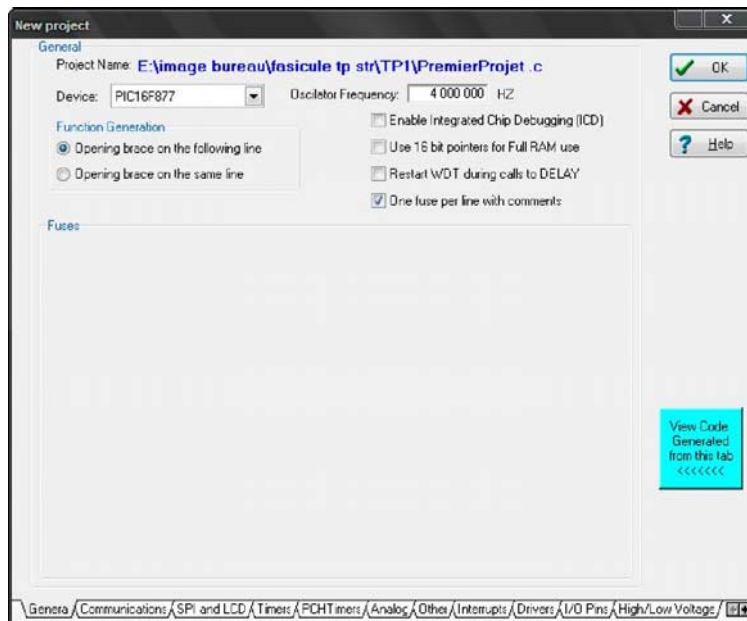 New project
General
Project Name: E:\image bureau\fasicule tp str\TP1\PremierProjet .c
Device: PIC16F877
Oscilator Frequency: 4 000 000 HZ
Function Generation
Opening brace on the following line
Opening brace on the same line
Enable Integrated Chip Debugging (ICD)
Use 16 bit pointers for Full RAM use
Restart WDT during calls to DELAY
One fuse per line with comments
OK
Cancel
Help
Fuses
View Code
Generated
from this tab
<<<<<<<
Genera Communications SPI and LCD Timers PCH Timers Analog Other Interrupts Drivers I/O Pins High/Low Voltage